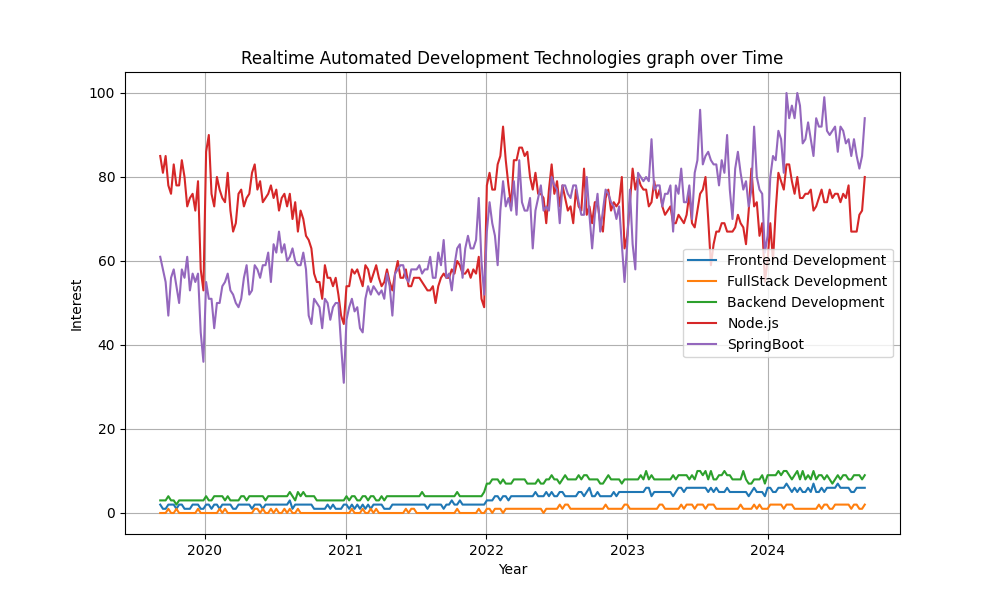 Realtime Automated Development Technologies graph over Time
100
80
60
40
20
0
Interest
Frontend Development
FullStack Development
Backend Development
Node.js
SpringBoot
2020
2021
2022
2023
2024
Year